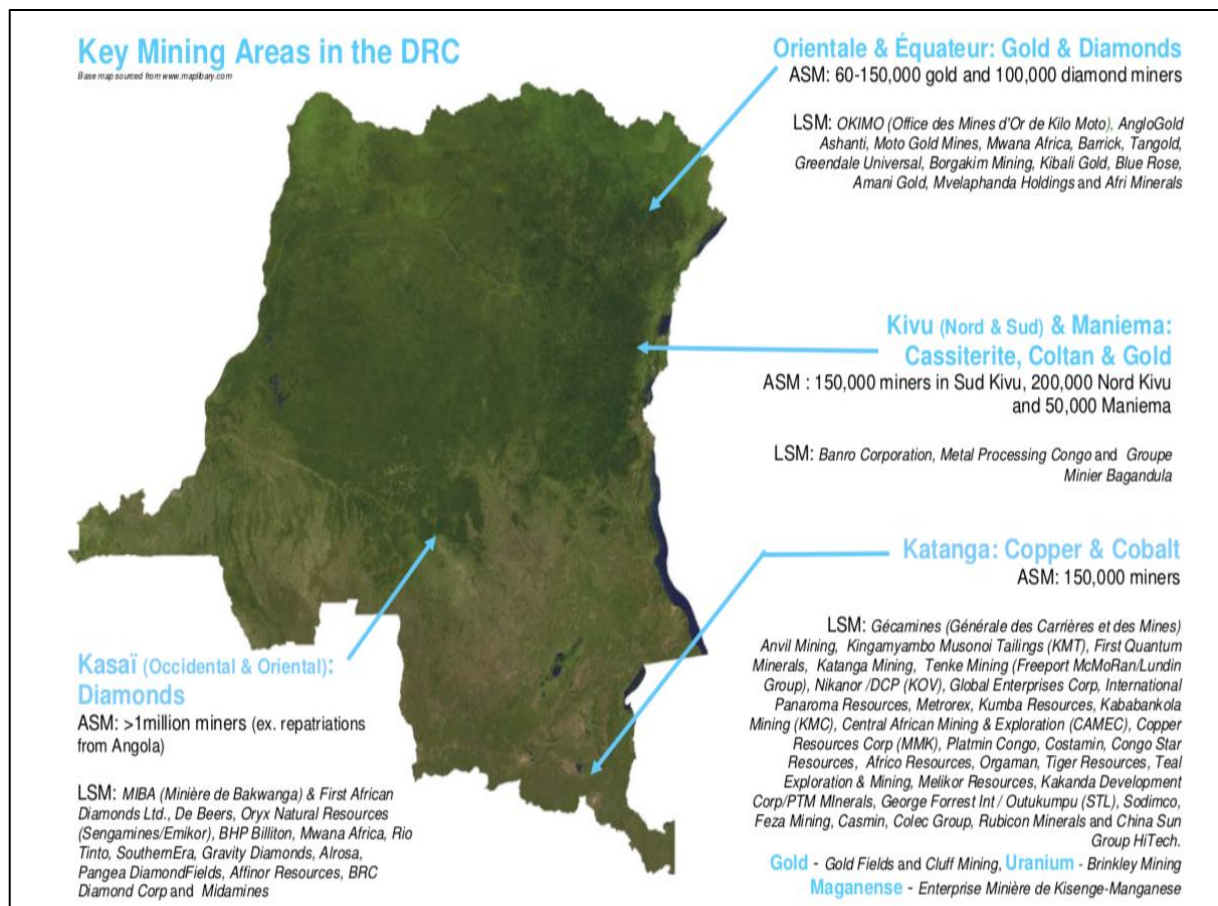 Key Mining Areas in the DRC
Base map sourced from www.maplibary.com
Orientale & Équateur: Gold & Diamonds
ASM: 60-150,000 gold and 100,000 diamond miners
LSM: OKIMO (Office des Mines d'Or de Kilo Moto), AngloGold
Ashanti, Moto Gold Mines, Mwana Africa, Barrick, Tangold,
Greendale Universal, Borgakim Mining, Kibali Gold, Blue Rose,
Amani Gold, Mvelaphanda Holdings and Afri Minerals
Kivu (Nord & Sud) & Maniema:
Cassiterite, Coltan & Gold
ASM : 150,000 miners in Sud Kivu, 200,000 Nord Kivu
and 50,000 Maniema
LSM: Banro Corporation, Metal Processing Congo and Groupe
Minier Bagandula
Katanga: Copper & Cobalt
ASM: 150,000 miners
LSM: Gécamines (Générale des Carrières et des Mines)
Anvil Mining, Kingamyambo Musonoi Tailings (KMT), First Quantum
Minerals, Katanga Mining, Tenke Mining (Freeport McMoRan/Lundin
Group), Nikanor /DCP (KOV), Global Enterprises Corp, International
Panaroma Resources, Metrorex, Kumba Resources, Kababankola
Mining (KMC), Central African Mining & Exploration (CAMEC), Copper
Resources Corp (MMK), Platmin Congo, Costamin, Congo Star
Resources, Africo Resources, Orgaman, Tiger Resources, Teal
Exploration & Mining, Melikor Resources, Kakanda Development
Corp/PTM MInerals, George Forrest Int / Outukumpu (STL), Sodimco,
Feza Mining, Casmin, Colec Group, Rubicon Minerals and China Sun
Group HiTech.
Gold - Gold Fields and Cluff Mining, Uranium - Brinkley Mining
Maganense - Enterprise Minière de Kisenge-Manganese
Kasaï (Occidental & Oriental):
Diamonds
ASM: >1million miners (ex. repatriations
from Angola)
LSM: MIBA (Minière de Bakwanga) & First African
Diamonds Ltd., De Beers, Oryx Natural Resources
(Sengamines/Emikor), BHP Billiton, Mwana Africa, Rio
Tinto, SouthernEra, Gravity Diamonds, Alrosa,
Pangea DiamondFields, Affinor Resources, BRC
Diamond Corp and Midamines